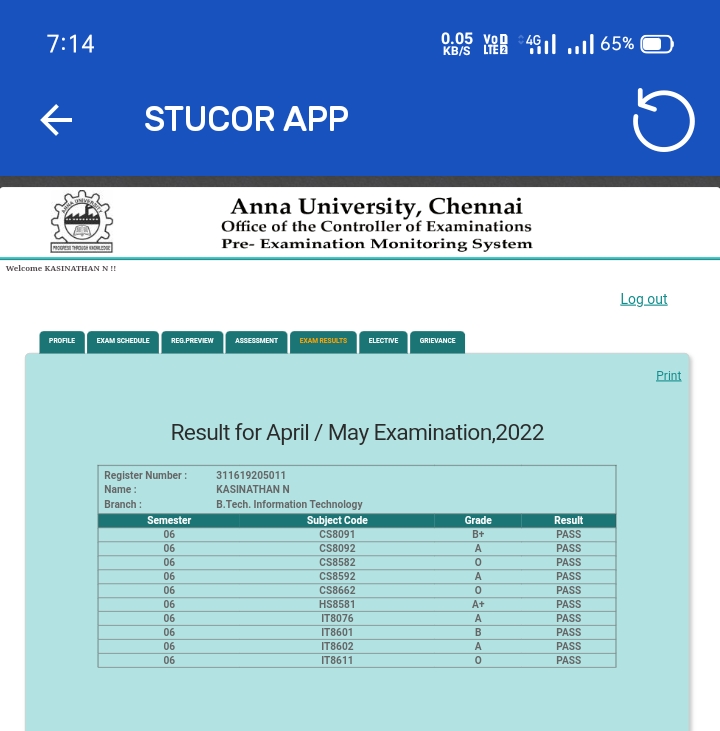 7:14
0.05 KB/S VoD LTE2 4G 65%
STUCOR APP
Anna University, Chennai
Office of the Controller of Examinations
PROGRESS THROUGH KNOWLEDGE
Pre- Examination Monitoring System
Welcome KASINATHAN N !!
Log out
PROFILE EXAM SCHEDULE REG.PREVIEW ASSESSMENT EXAM RESULTS ELECTIVE GRIEVANCE
Print
Result for April / May Examination,2022
Register Number : 311619205011
Name : KASINATHAN N
Branch : B.Tech. Information Technology
Semester Subject Code Grade Result
06 CS8091 B+ PASS
06 CS8092 A PASS
06 CS8582 O PASS
06 CS8592 A PASS
06 CS8662 O PASS
06 HS8581 A+ PASS
06 IT8076 A PASS
06 IT8601 B PASS
06 IT8602 A PASS
06 IT8611 O PASS